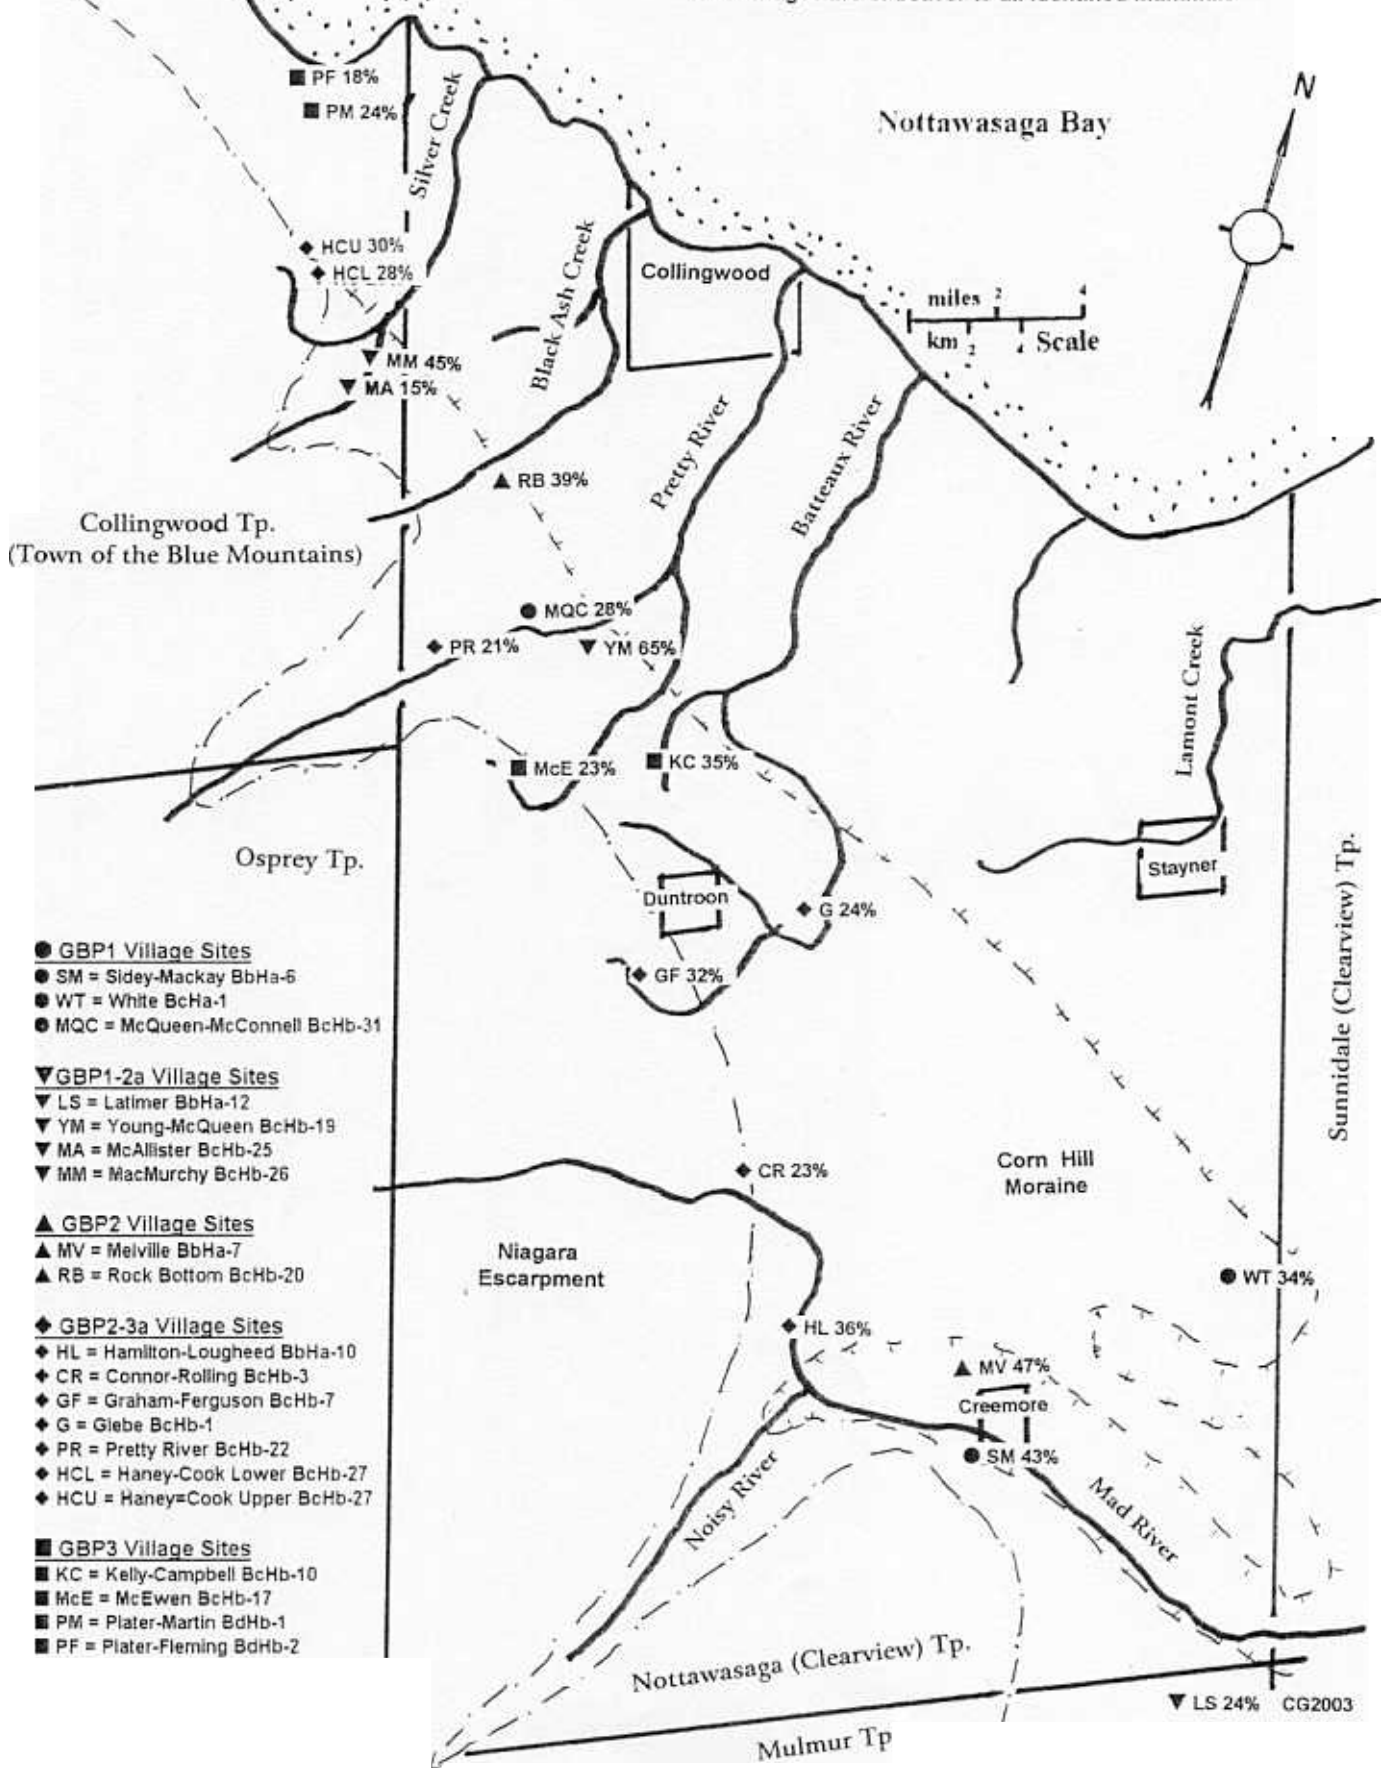 N
Nottawasaga Bay
PF 18%
PM 24%
Silver Creek
HCU 30%
HCL 28%
Black Ash Creek
Collingwood
miles 2 4
km 2 4 Scale
MM 45%
MA 15%
Pretty River
Batteaux River
RB 39%
Collingwood Tp.
(Town of the Blue Mountains)
MQC 28%
PR 21%
YM 65%
Lamont Creek
McE 23%
KC 35%
Osprey Tp.
Stayner
Duntroon
G 24%
GF 32%
Sunnidale (Clearview) Tp.
● GBP1 Village Sites
● SM = Sidey-Mackay BbHa-6
● WT = White BcHa-1
● MQC = McQueen-McConnell BcHb-31
▼GBP1-2a Village Sites
▼ LS = Latimer BbHa-12
▼ YM = Young-McQueen BcHb-19
▼ MA = McAllister BcHb-25
▼ MM = MacMurchy BcHb-26
▲ GBP2 Village Sites
▲ MV = Melville BbHa-7
▲ RB = Rock Bottom BcHb-20
◆ GBP2-3a Village Sites
◆ HL = Hamilton-Lougheed BbHa-10
◆ CR = Connor-Rolling BcHb-3
◆ GF = Graham-Ferguson BcHb-7
◆ G = Glebe BcHb-1
◆ PR = Pretty River BcHb-22
◆ HCL = Haney-Cook Lower BcHb-27
◆ HCU = Haney=Cook Upper BcHb-27
■ GBP3 Village Sites
■ KC = Kelly-Campbell BcHb-10
■ McE = McEwen BcHb-17
■ PM = Plater-Martin BdHb-1
■ PF = Plater-Fleming BdHb-2
CR 23%
Corn Hill
Moraine
Niagara
Escarpment
WT 34%
HL 36%
MV 47%
Creemore
SM 43%
Noisy River
Mad River
Nottawasaga (Clearview) Tp.
LS 24%
CG2003
Mulmur Tp